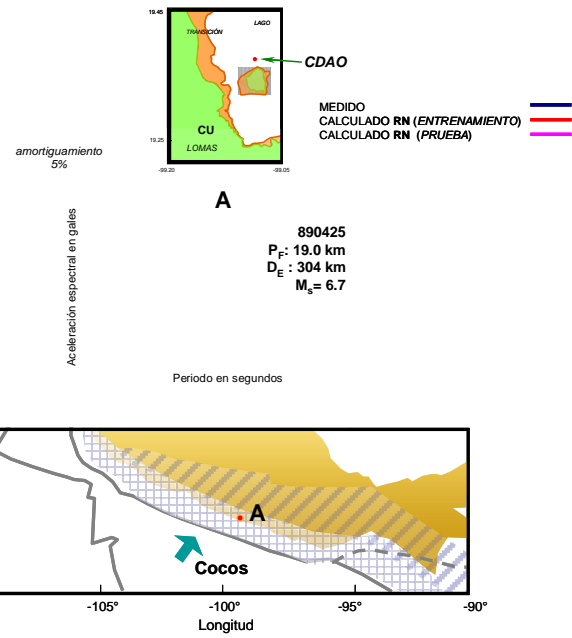 19.45
LAGO
TRANSICIÓN
CDAO
MEDIDO
CALCULADO RN (ENTRENAMIENTO)
CALCULADO RN (PRUEBA)
CU
19.25
LOMAS
amortiguamiento
5%
-99.20
-99.05
A
Aceleración espectral en gales
890425
PF: 19.0 km
DE : 304 km
Ms= 6.7
Periodo en segundos
A
Cocos
-105°
-100°
-95°
-90°
Longitud